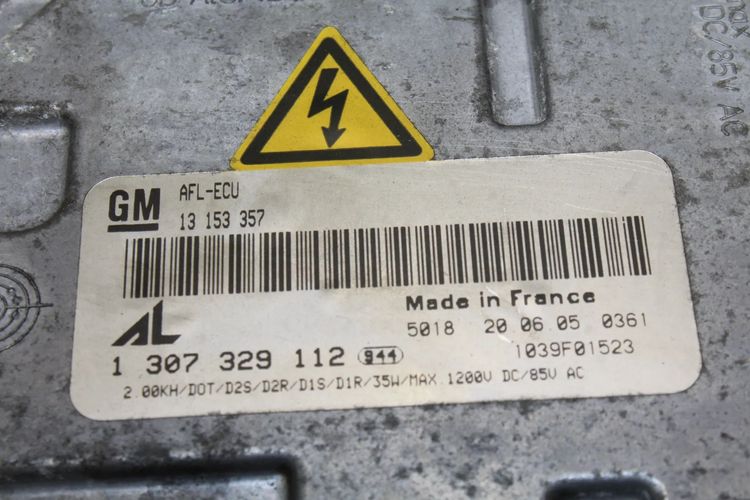 DC/85V AC
GM AFL-ECU
13 153 357
Made in France
5018 20.06.05 0361
AL
1 307 329 112 944
1039F01523
2.00KH/DOT/D2S/D2R/D1S/D1R/35W/MAX.1200V DC/85V AC